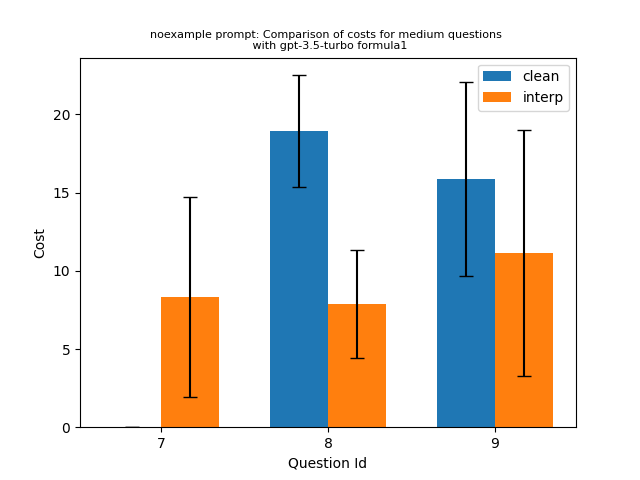 noexample prompt: Comparison of costs for medium questions
with gpt-3.5-turbo formula1
clean
interp
20
15
10
5
0
Cost
7 8 9
Question Id